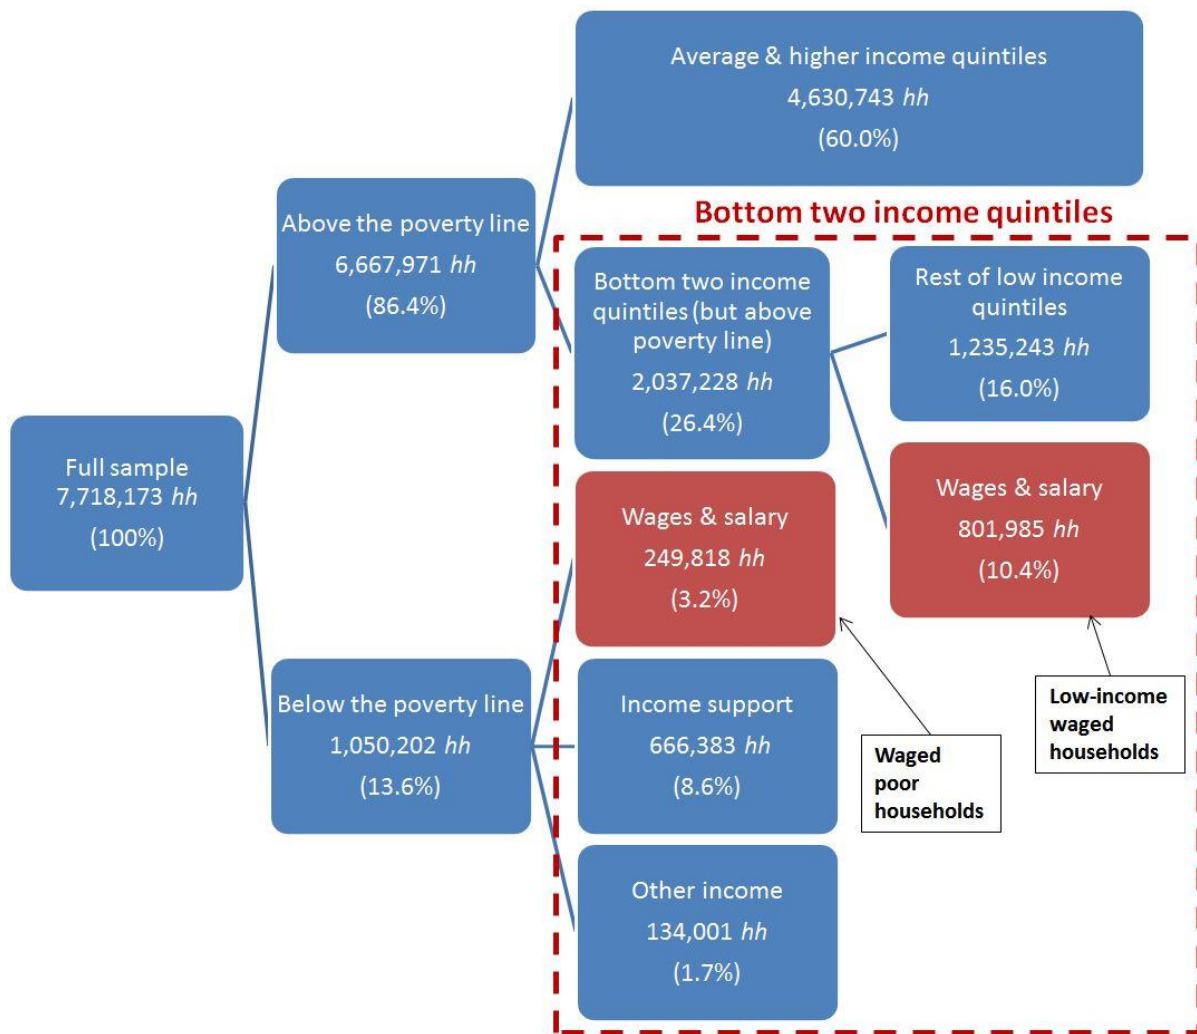 Average & higher income quintiles
4,630,743 hh
(60.0%)
Above the poverty line
6,667,971 hh
(86.4%)
Bottom two income quintiles
Bottom two income
quintiles (but above
poverty line)
2,037,228 hh
(26.4%)
Rest of low income
quintiles
1,235,243 hh
(16.0%)
Full sample
7,718,173 hh
(100%)
Wages & salary
249,818 hh
(3.2%)
Wages & salary
801,985 hh
(10.4%)
Below the poverty line
1,050,202 hh
(13.6%)
Income support
666,383 hh
(8.6%)
Waged
poor
households
Low-income
waged
households
Other income
134,001 hh
(1.7%)